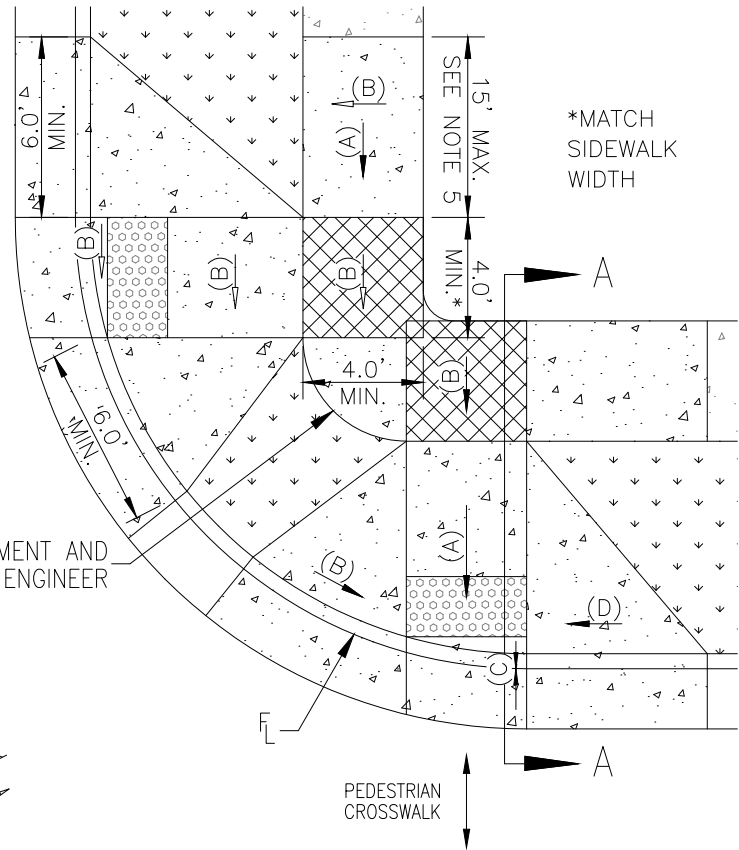 6.0'
MIN.
(B)
(A)
15' MAX.
SEE NOTE 5
*MATCH
SIDEWALK
WIDTH
(B)
(B)
(B)
4.0'
MIN.*
A
4.0'
MIN.
(B)
6.0'
MIN.
MENT AND
ENGINEER
(B)
(A)
(D)
(C)
FL
A
PEDESTRIAN
CROSSWALK